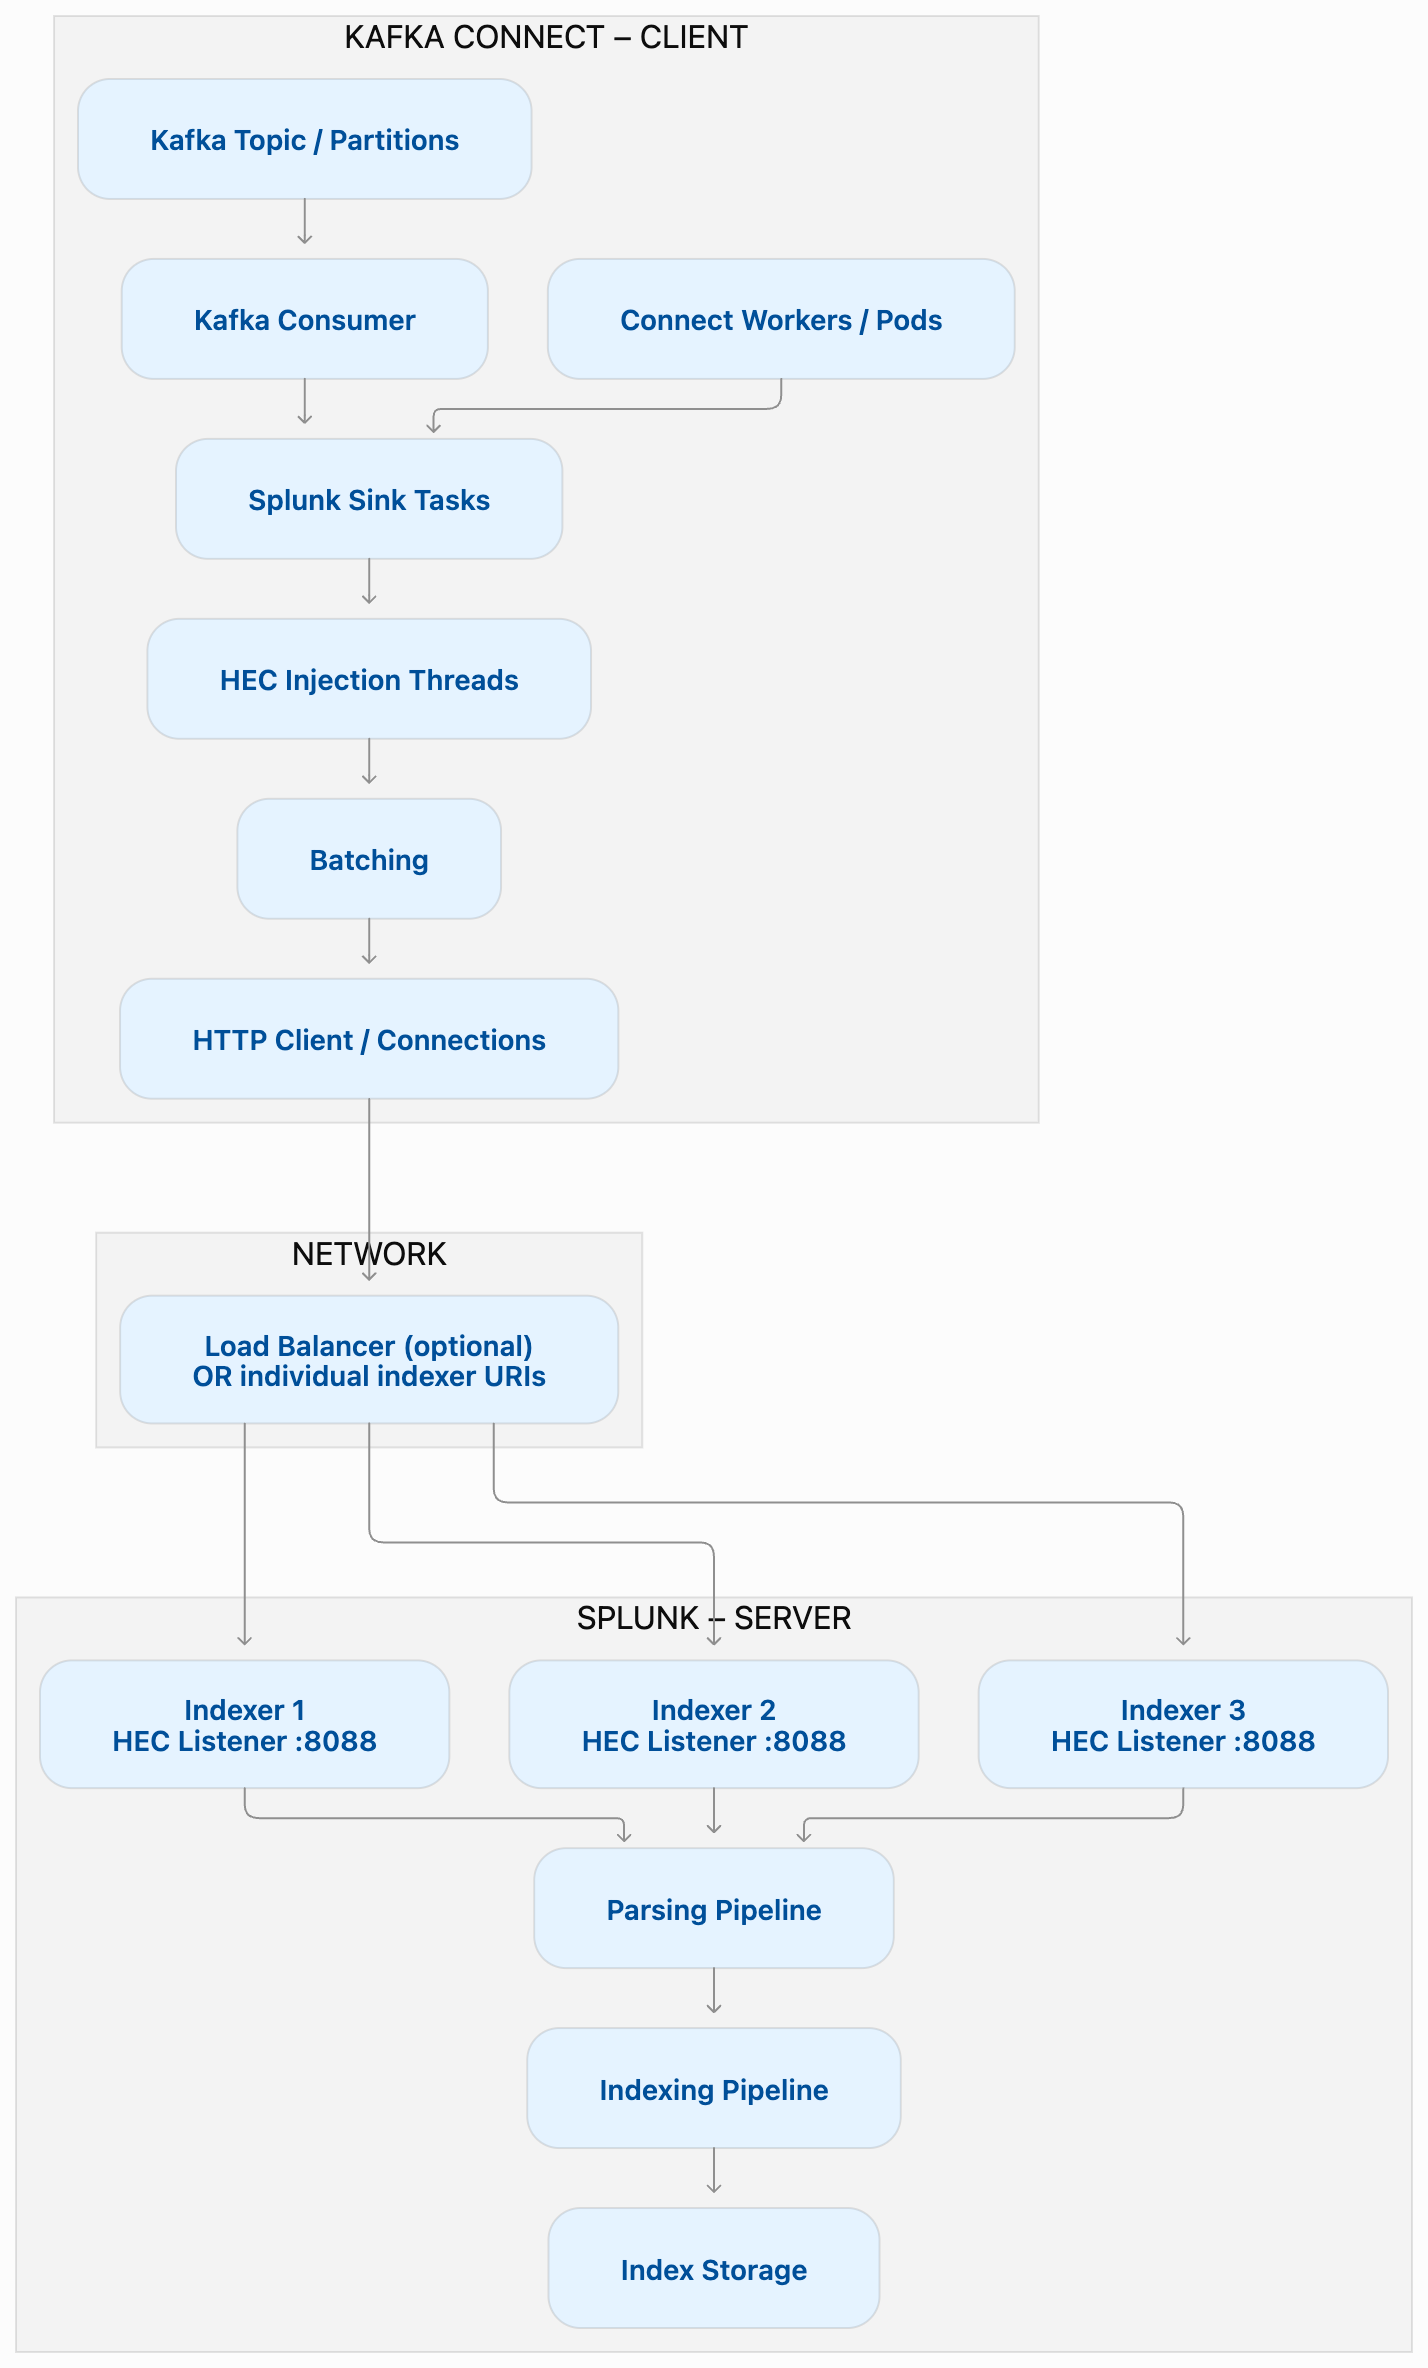 KAFKA CONNECT – CLIENT
Kafka Topic / Partitions
Kafka Consumer
Connect Workers / Pods
Splunk Sink Tasks
HEC Injection Threads
Batching
HTTP Client / Connections
NETWORK
Load Balancer (optional)
OR individual indexer URIs
SPLUNK – SERVER
Indexer 1
HEC Listener :8088
Indexer 2
HEC Listener :8088
Indexer 3
HEC Listener :8088
Parsing Pipeline
Indexing Pipeline
Index Storage